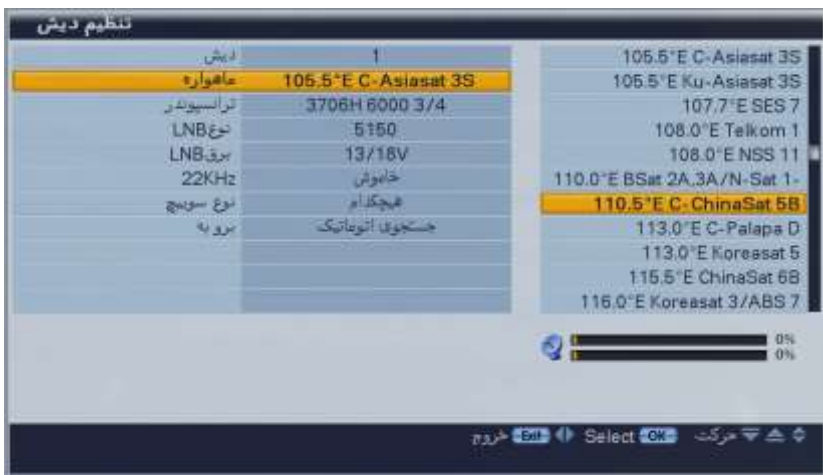 تنظیم دیش
دیش 1
ماهواره 105.5°E C-Asiasat 3S
ترانسپوندر 3706H 6000 3/4
نوع LNB 5150
برق LNB 13/18V
22KHz خاموش
نوع سوییچ هیچکدام
برو به جستجوی اتوماتیک
105.5°E C-Asiasat 3S
105.5°E Ku-Asiasat 3S
107.7°E SES 7
108.0°E Telkom 1
108.0°E NSS 11
110.0°E BSat 2A,3A/N-Sat 1-
110.5°E C-ChinaSat 5B
113.0°E C-Palapa D
113.0°E Koreasat 5
115.5°E ChinaSat 6B
116.0°E Koreasat 3/ABS 7
0%
0%
حرکت OK Select Exit خروج